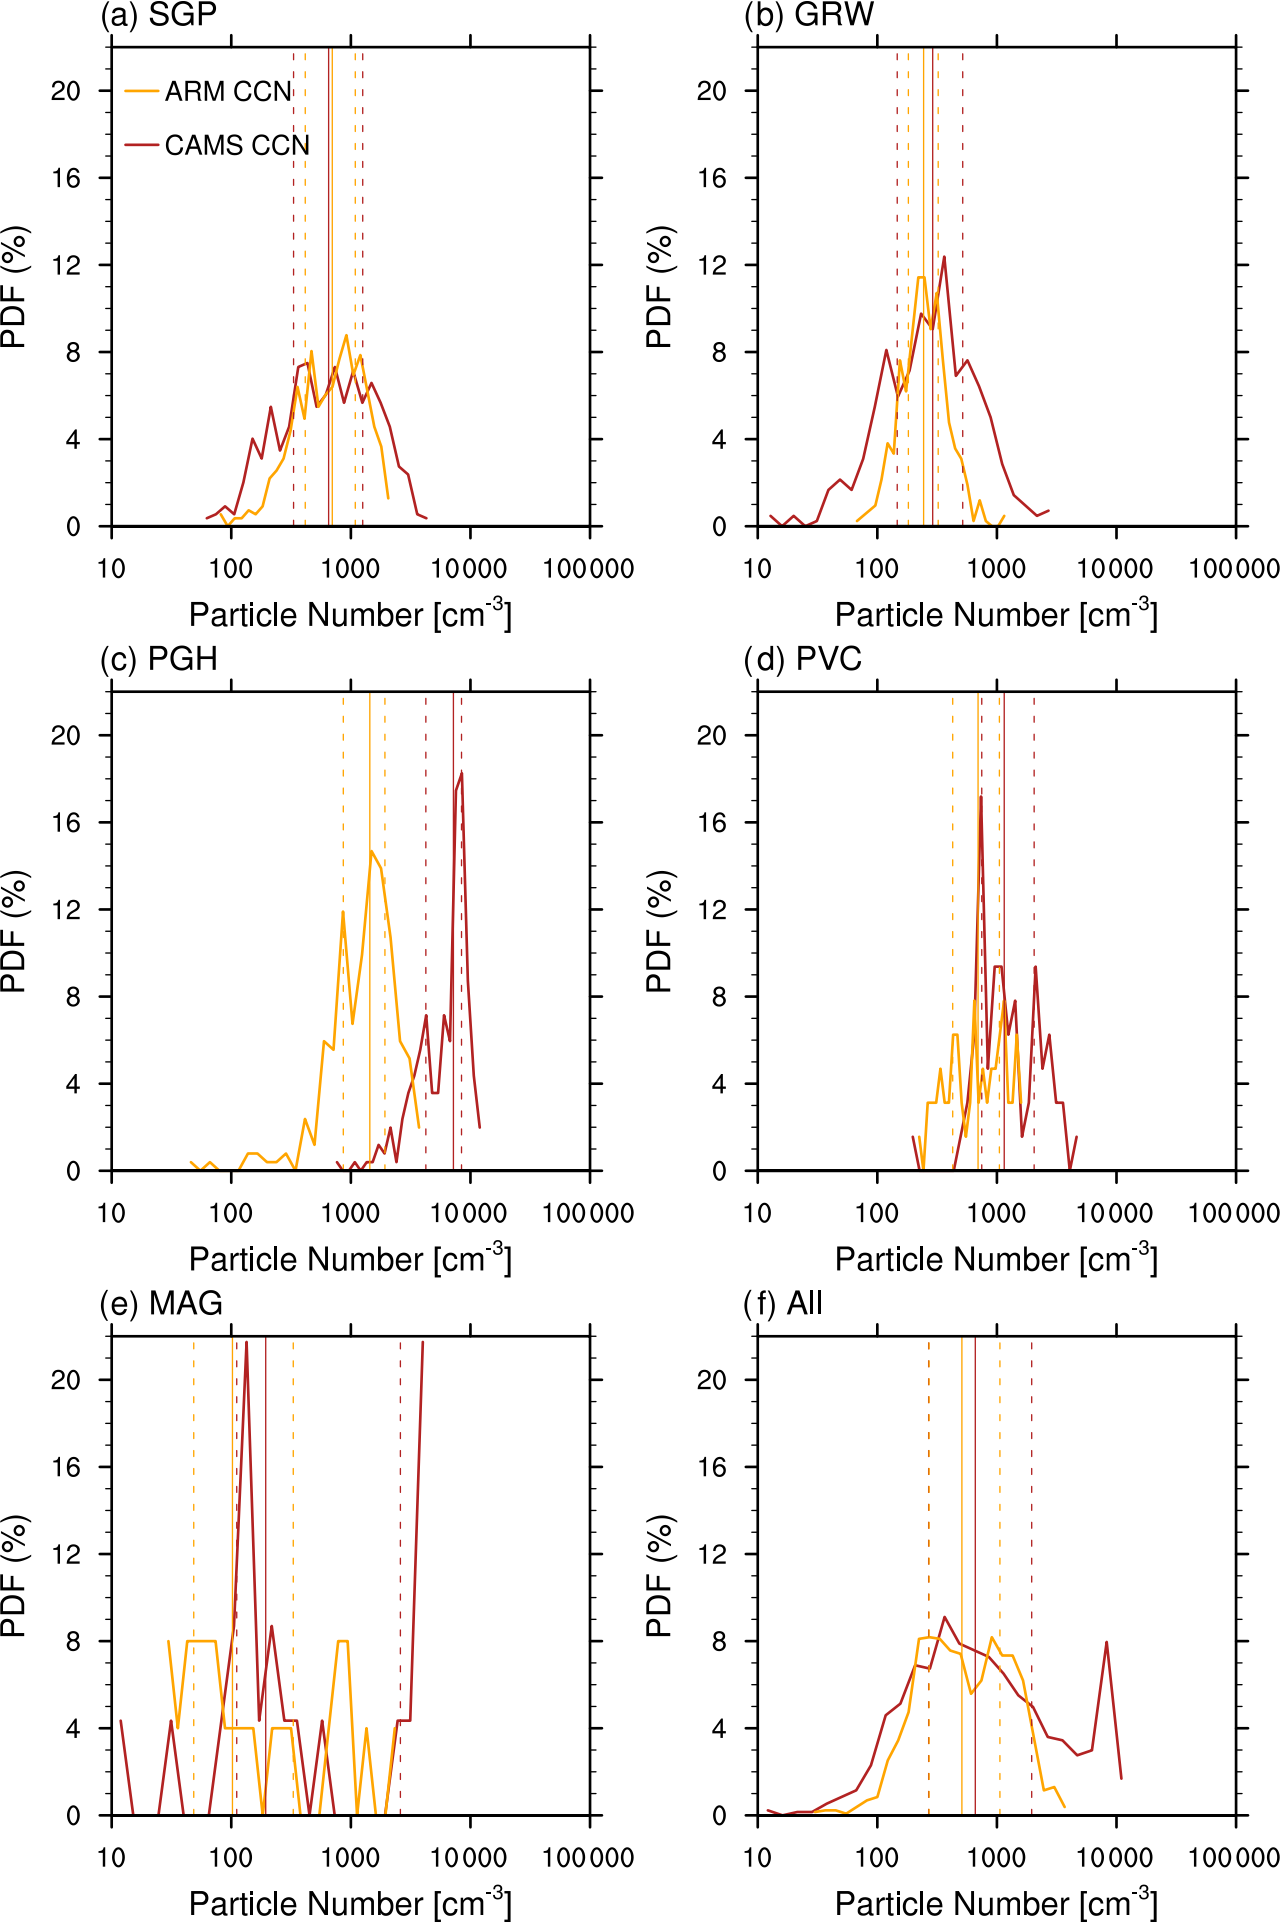 (a) SGP
ARM CCN
CAMS CCN
20
16
12
8
4
0
PDF (%)
10 100 1000 10000 100000
Particle Number [cm-3]
(b) GRW
20
16
12
8
4
0
PDF (%)
10 100 1000 10000 100000
Particle Number [cm-3]
(c) PGH
20
16
12
8
4
0
PDF (%)
10 100 1000 10000 100000
Particle Number [cm-3]
(d) PVC
20
16
12
8
4
0
PDF (%)
10 100 1000 10000 100000
Particle Number [cm-3]
(e) MAG
20
16
12
8
4
0
PDF (%)
10 100 1000 10000 100000
Particle Number [cm-3]
(f) All
20
16
12
8
4
0
PDF (%)
10 100 1000 10000 100000
Particle Number [cm-3]